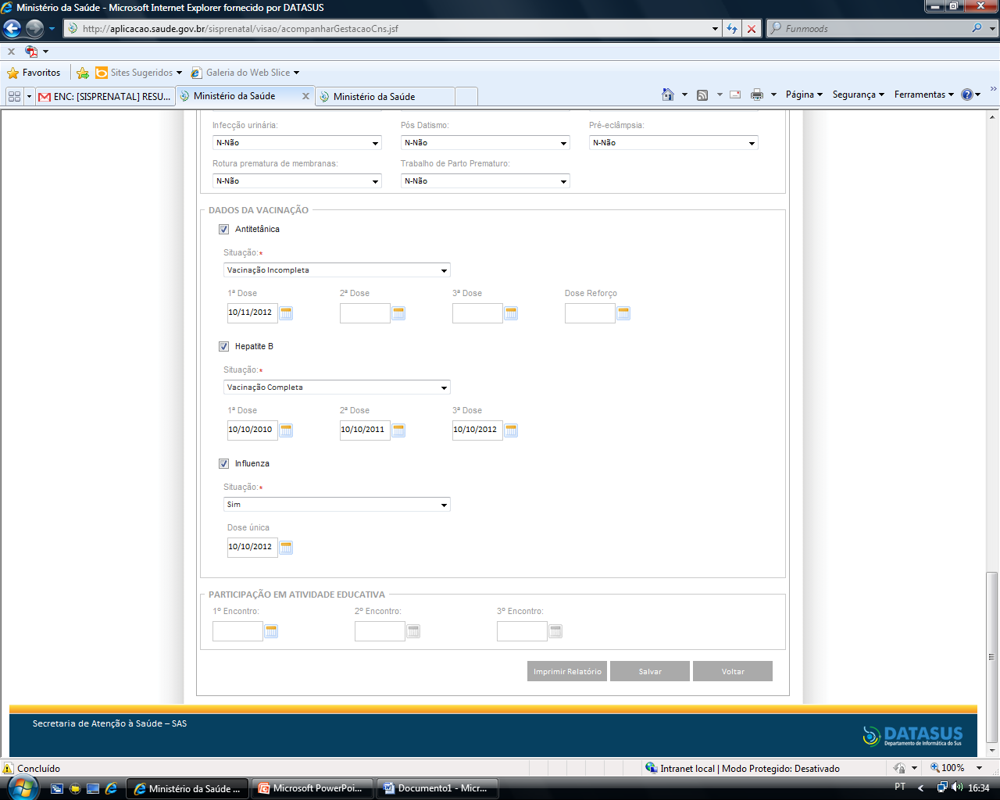 Ministério da Saúde - Microsoft Internet Explorer fornecido por DATASUS
http://aplicacao.saude.gov.br/sisprenatal/visao/acompanharGestacaoCns.jsf
Funmoods
Favoritos Sites Sugeridos Galeria do Web Slice
ENC: [SISPRENATAL] RESU... Ministério da Saúde Ministério da Saúde Página Segurança Ferramentas
Infecção urinária: Pós Datismo: Pré-eclâmpsia:
N-Não N-Não N-Não
Rotura prematura de membranas: Trabalho de Parto Prematuro:
N-Não N-Não
DADOS DA VACINAÇÃO
Antitetânica
Situação:*
Vacinação Incompleta
1ª Dose 2ª Dose 3ª Dose Dose Reforço
10/11/2012
Hepatite B
Situação:*
Vacinação Completa
1ª Dose 2ª Dose 3ª Dose
10/10/2010 10/10/2011 10/10/2012
Influenza
Situação:*
Sim
Dose única
10/10/2012
PARTICIPAÇÃO EM ATIVIDADE EDUCATIVA
1º Encontro: 2º Encontro: 3º Encontro:
Imprimir Relatório Salvar Voltar
Secretaria de Atenção à Saúde – SAS
DATASUS
Departamento de Informática do Sus
Concluído Intranet local | Modo Protegido: Desativado 100%
Ministério da Saúde ... Microsoft PowerPoi... Documento1 - Micr... PT 16:34